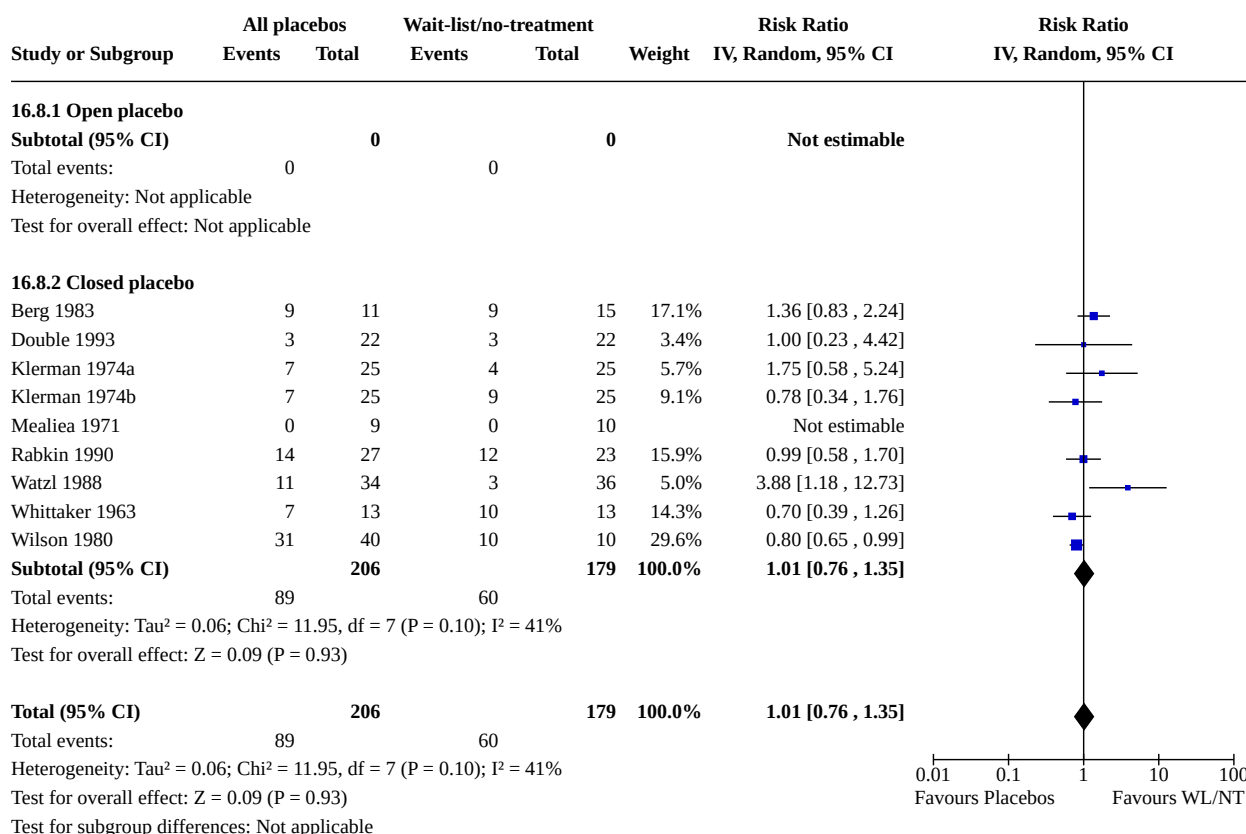 All placebos Wait-list/no-treatment Risk Ratio Risk Ratio
Study or Subgroup Events Total Events Total Weight IV, Random, 95% CI IV, Random, 95% CI
16.8.1 Open placebo
Subtotal (95% CI) 0 0 Not estimable
Total events: 0 0
Heterogeneity: Not applicable
Test for overall effect: Not applicable
16.8.2 Closed placebo
Berg 1983 9 11 9 15 17.1% 1.36 [0.83 , 2.24]
Double 1993 3 22 3 22 3.4% 1.00 [0.23 , 4.42]
Klerman 1974a 7 25 4 25 5.7% 1.75 [0.58 , 5.24]
Klerman 1974b 7 25 9 25 9.1% 0.78 [0.34 , 1.76]
Mealiea 1971 0 9 0 10 Not estimable
Rabkin 1990 14 27 12 23 15.9% 0.99 [0.58 , 1.70]
Watzl 1988 11 34 3 36 5.0% 3.88 [1.18 , 12.73]
Whittaker 1963 7 13 10 13 14.3% 0.70 [0.39 , 1.26]
Wilson 1980 31 40 10 10 29.6% 0.80 [0.65 , 0.99]
Subtotal (95% CI) 206 179 100.0% 1.01 [0.76 , 1.35]
Total events: 89 60
Heterogeneity: Tau² = 0.06; Chi² = 11.95, df = 7 (P = 0.10); I² = 41%
Test for overall effect: Z = 0.09 (P = 0.93)
Total (95% CI) 206 179 100.0% 1.01 [0.76 , 1.35]
Total events: 89 60
Heterogeneity: Tau² = 0.06; Chi² = 11.95, df = 7 (P = 0.10); I² = 41% 0.01 0.1 1 10 100
Test for overall effect: Z = 0.09 (P = 0.93) Favours Placebos Favours WL/NT
Test for subgroup differences: Not applicable